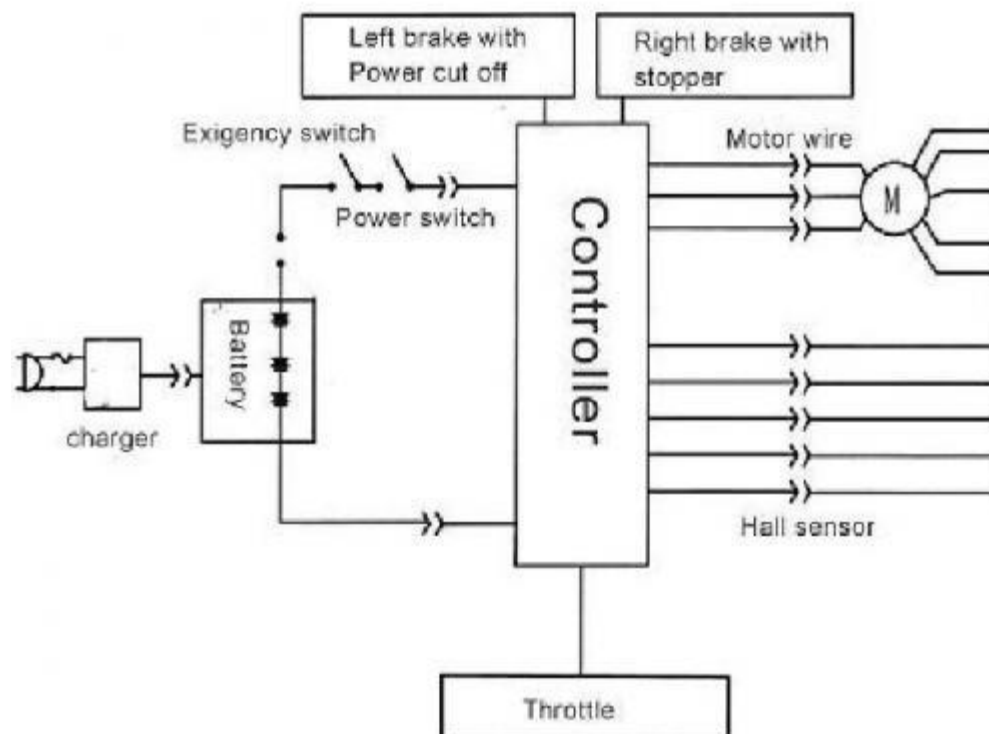 Left brake with
Power cut off
Right brake with
stopper
Exigency switch
Motor wire
Power switch
M
Controller
Battery
charger
Hall sensor
Throttle